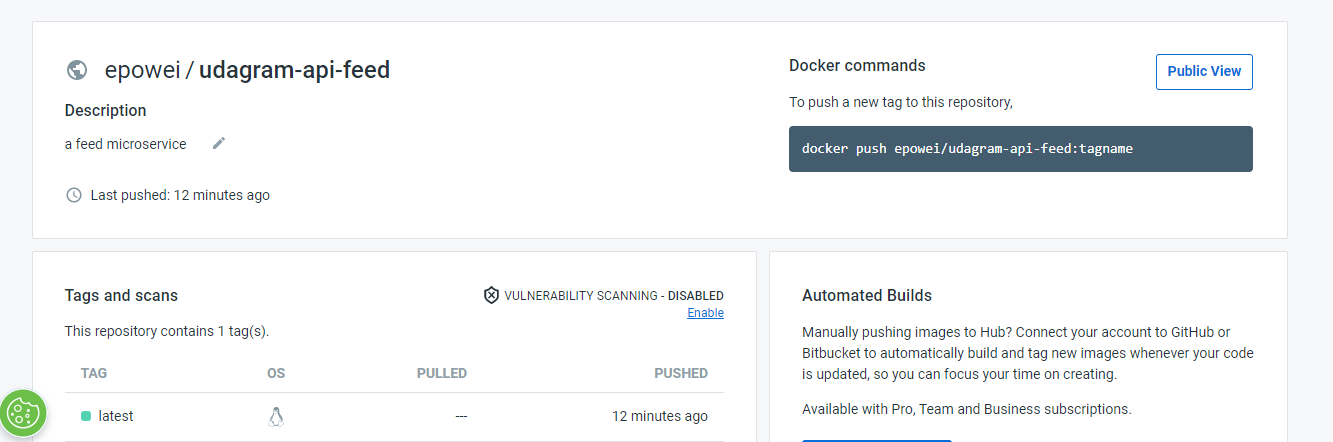 epowei / udagram-api-feed
Description
a feed microservice
Last pushed: 12 minutes ago
Docker commands
Public View
To push a new tag to this repository,
docker push epowei/udagram-api-feed:tagname
Tags and scans
VULNERABILITY SCANNING - DISABLED
Enable
This repository contains 1 tag(s).
TAG OS PULLED PUSHED
latest --- 12 minutes ago
Automated Builds
Manually pushing images to Hub? Connect your account to GitHub or
Bitbucket to automatically build and tag new images whenever your code
is updated, so you can focus your time on creating.
Available with Pro, Team and Business subscriptions.